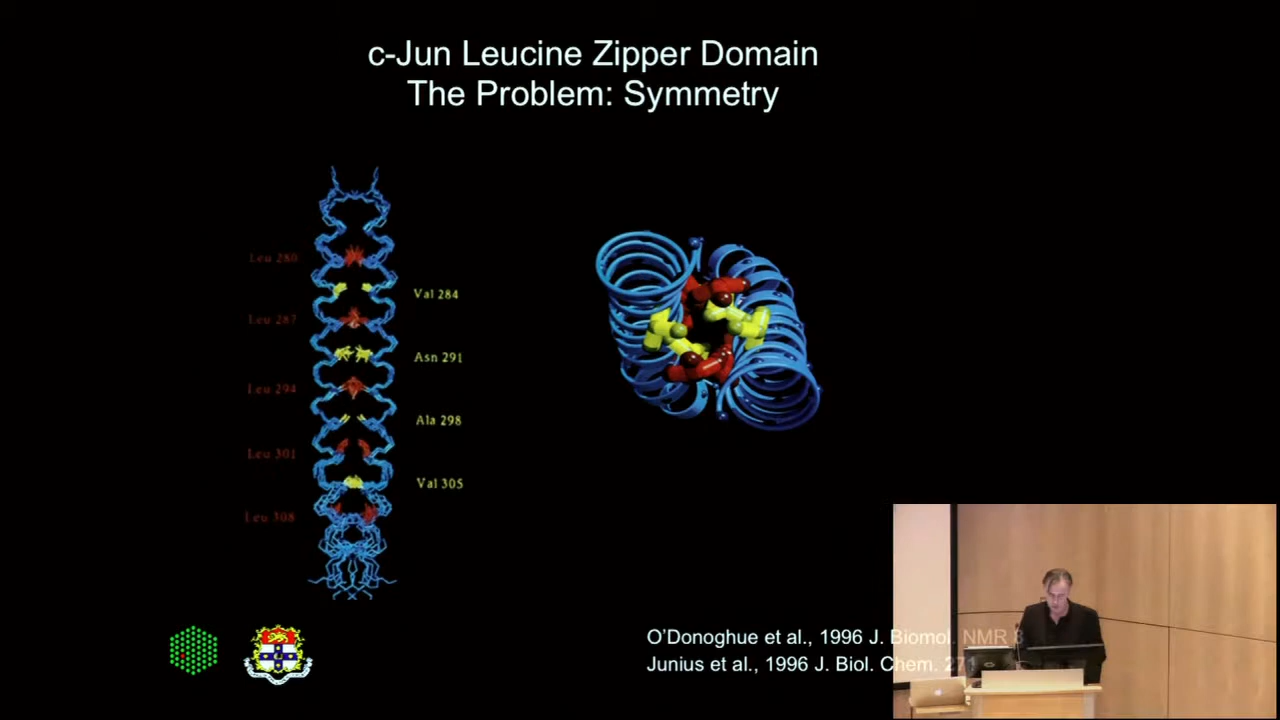 c-Jun Leucine Zipper Domain
The Problem: Symmetry
Leu 280
Val 284
Leu 287
Asn 291
Leu 294
Ala 298
Leu 301
Val 305
Leu 308
O'Donoghue et al., 1996 J. Biomol. NMR 8
Junius et al., 1996 J. Biol. Chem. 271